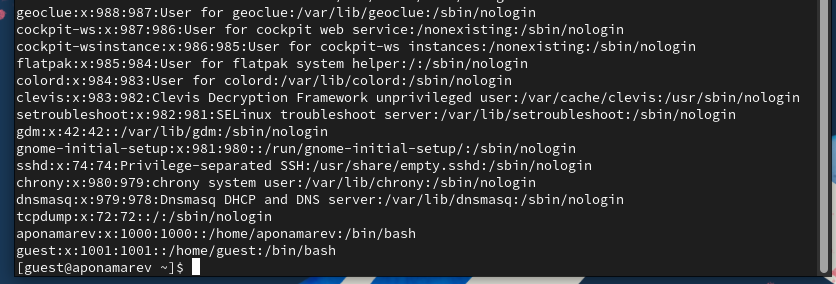 geoclue:x:988:987:User for geoclue:/var/lib/geoclue:/sbin/nologin
cockpit-ws:x:987:986:User for cockpit web service:/nonexisting:/sbin/nologin
cockpit-wsinstance:x:986:985:User for cockpit-ws instances:/nonexisting:/sbin/nologin
flatpak:x:985:984:User for flatpak system helper:/:/sbin/nologin
colord:x:984:983:User for colord:/var/lib/colord:/sbin/nologin
clevis:x:983:982:Clevis Decryption Framework unprivileged user:/var/cache/clevis:/usr/sbin/nologin
setroubleshoot:x:982:981:SELinux troubleshoot server:/var/lib/setroubleshoot:/sbin/nologin
gdm:x:42:42::/var/lib/gdm:/sbin/nologin
gnome-initial-setup:x:981:980::/run/gnome-initial-setup/:/sbin/nologin
sshd:x:74:74:Privilege-separated SSH:/usr/share/empty.sshd:/sbin/nologin
chrony:x:980:979:chrony system user:/var/lib/chrony:/sbin/nologin
dnsmasq:x:979:978:Dnsmasq DHCP and DNS server:/var/lib/dnsmasq:/sbin/nologin
tcpdump:x:72:72::/:/sbin/nologin
aponamarev:x:1000:1000::/home/aponamarev:/bin/bash
guest:x:1001:1001::/home/guest:/bin/bash
[guest@aponamarev ~]$